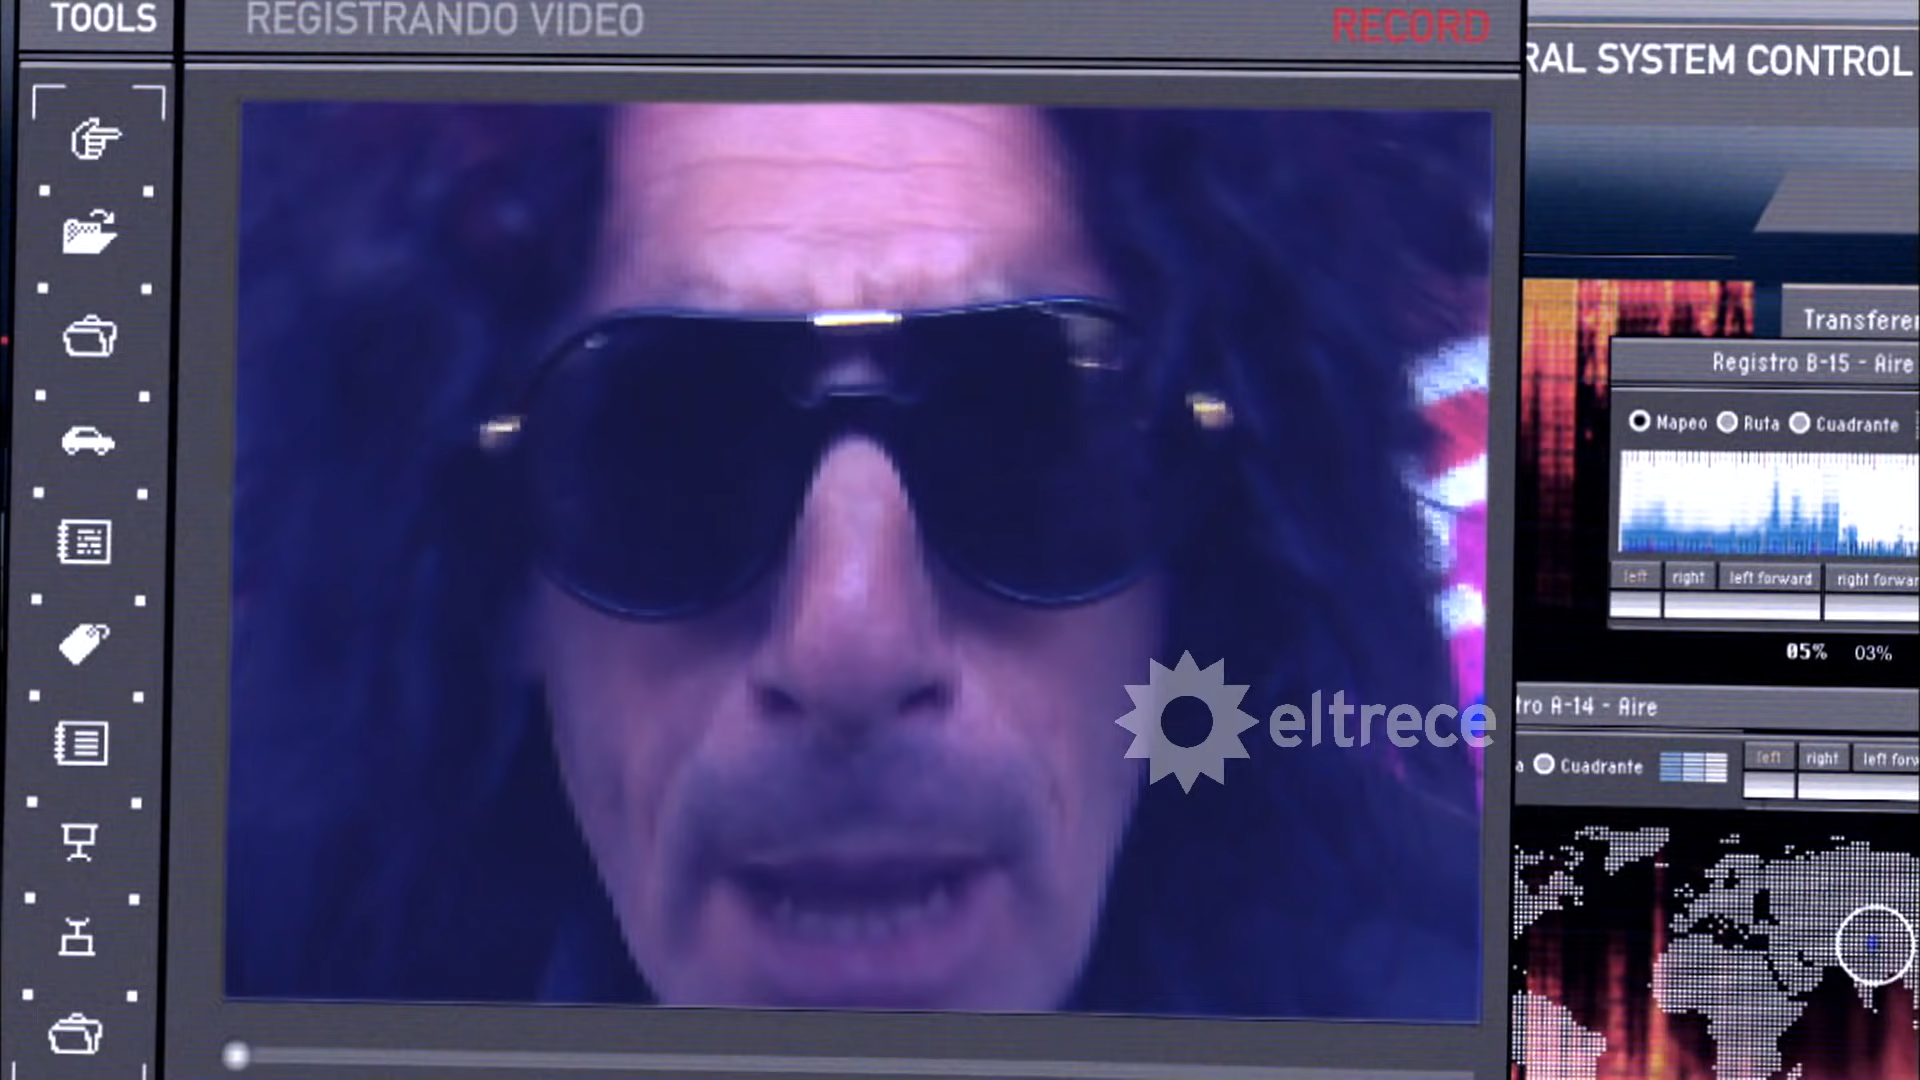 TOOLS
REGISTRANDO VIDEO
RECORD
RAL SYSTEM CONTROL
Transferen
Registro B-15 - Aire
Mapeo Ruta Cuadrante
left right left forward right forwar
05% 03%
eltrece
tro A-14 - Aire
a Cuadrante left right left forw